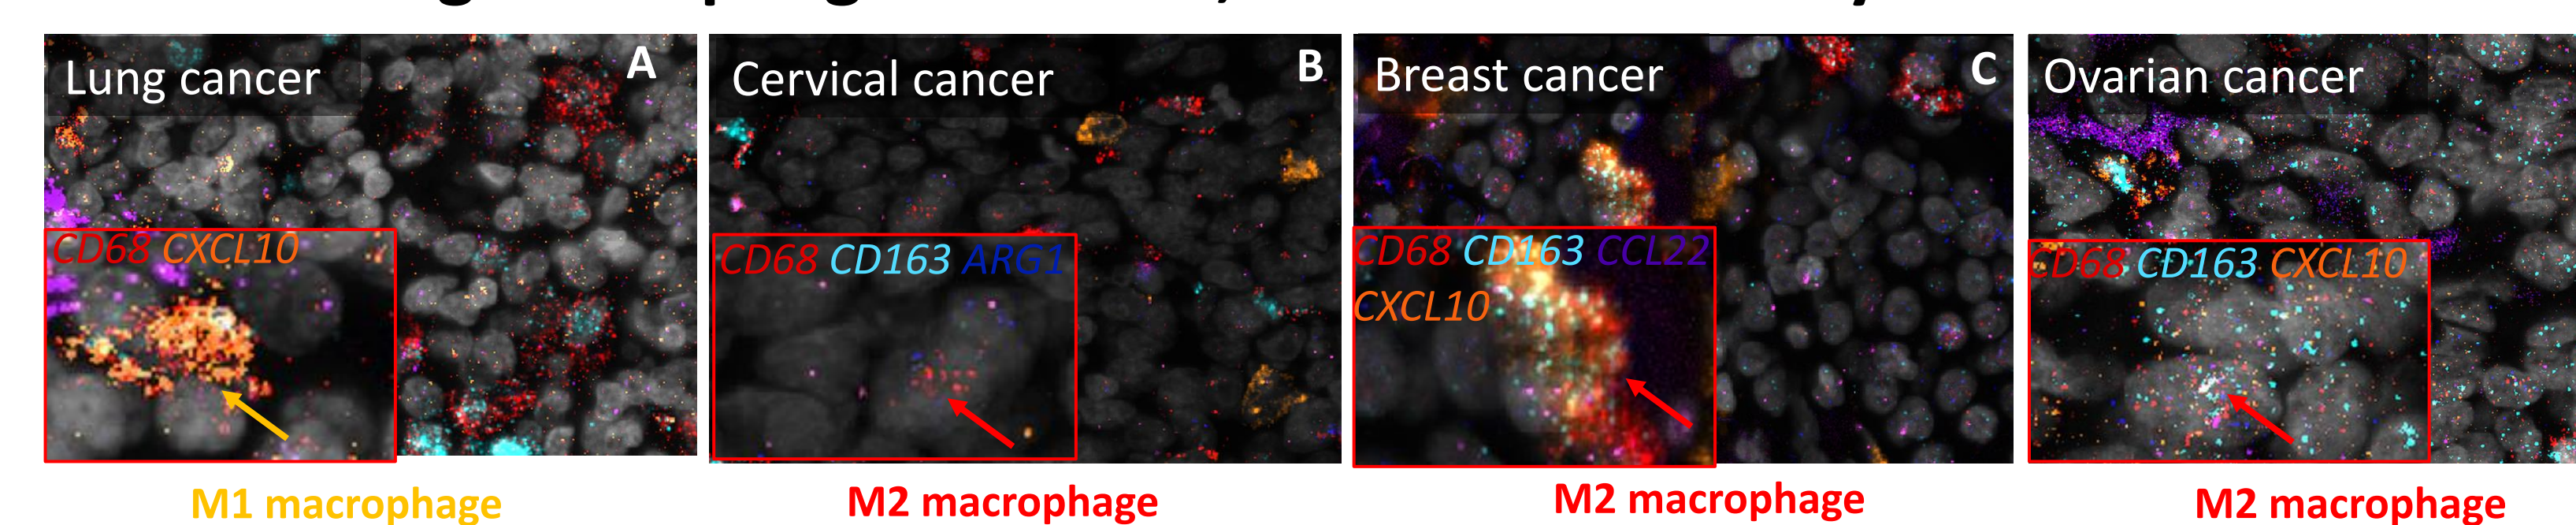 Lung cancer
A
CD68 CXCL10
M1 macrophage
Cervical cancer
B
CD68 CD163 ARG1
M2 macrophage
Breast cancer
C
CD68 CD163 CCL22
CXCL10
M2 macrophage
Ovarian cancer
CD68 CD163 CXCL10
M2 macrophage